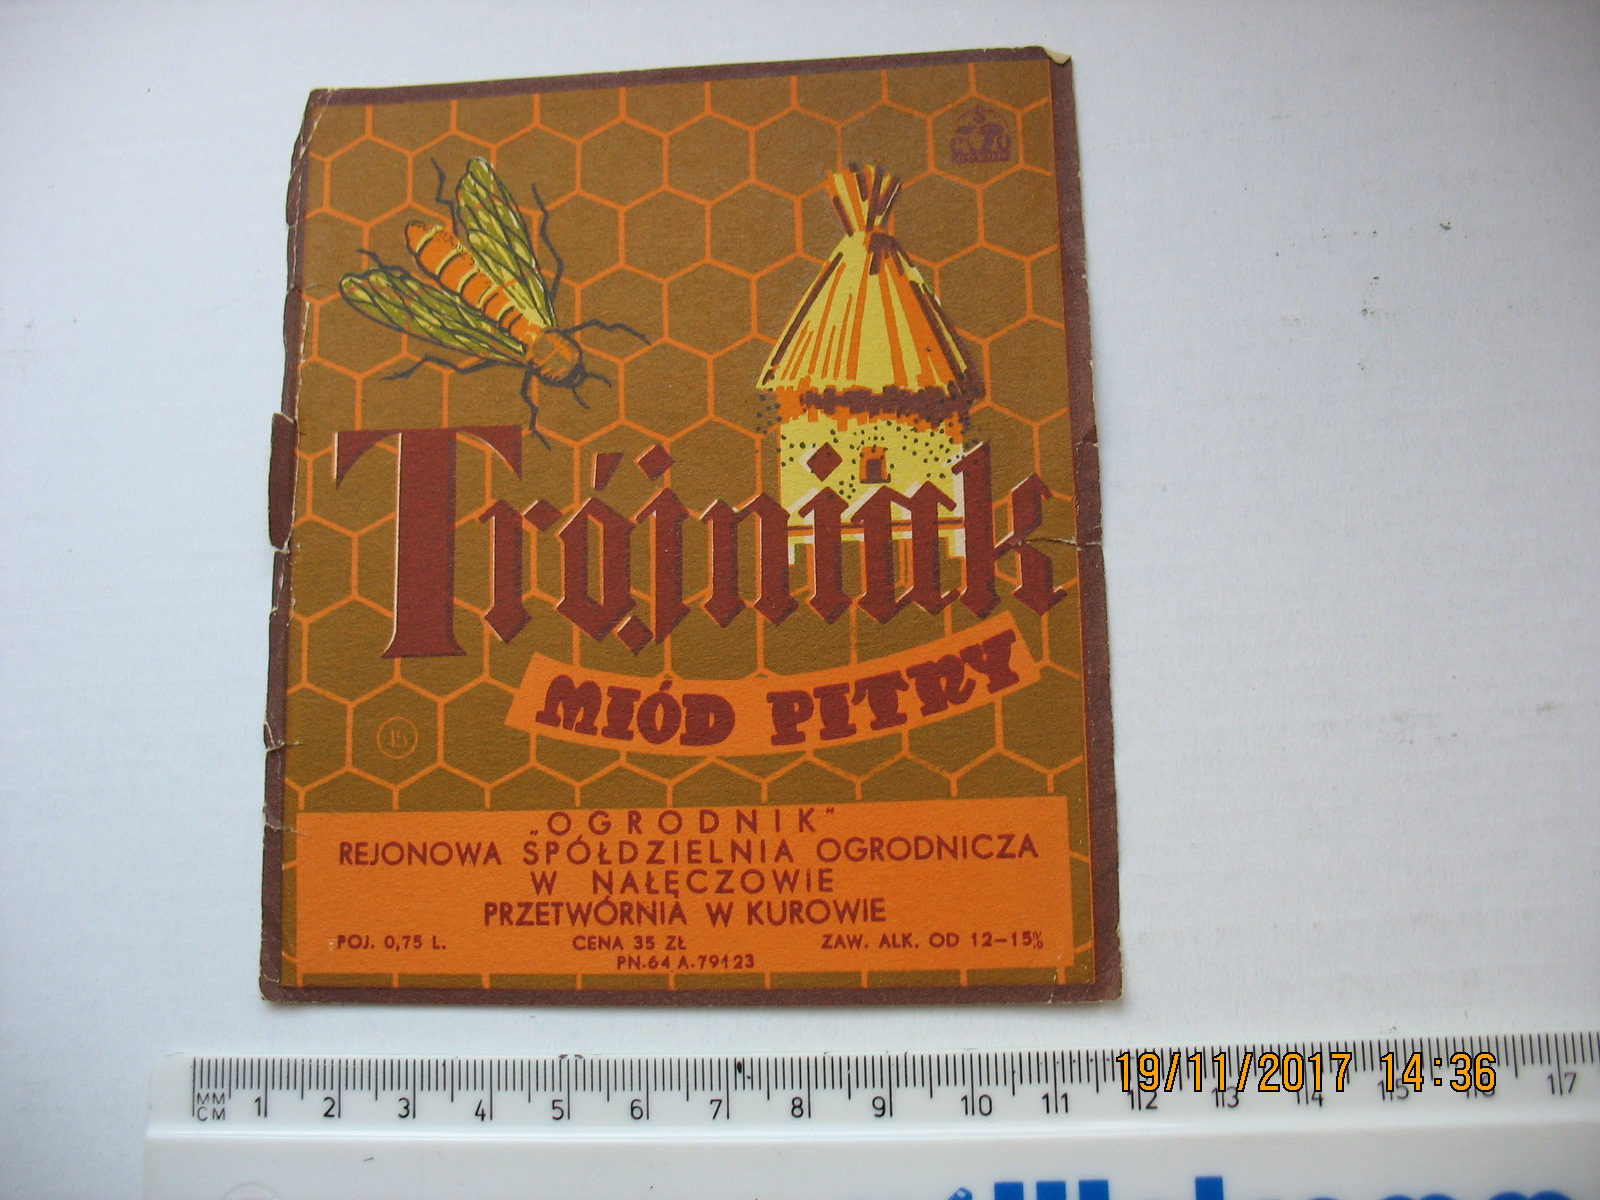 Trójniak
MIÓD PITNY
15
„OGRODNIK"
REJONOWA SPÓŁDZIELNIA OGRODNICZA
W NAŁĘCZOWIE
PRZETWÓRNIA W KUROWIE
POJ. 0,75 L. CENA 35 ZŁ ZAW. ALK. OD 12–15%
PN-64 A-79123
19/11/2017 14:36
MM
CM 1 2 3 4 5 6 7 8 9 10 11 12 13 14 15 16 17